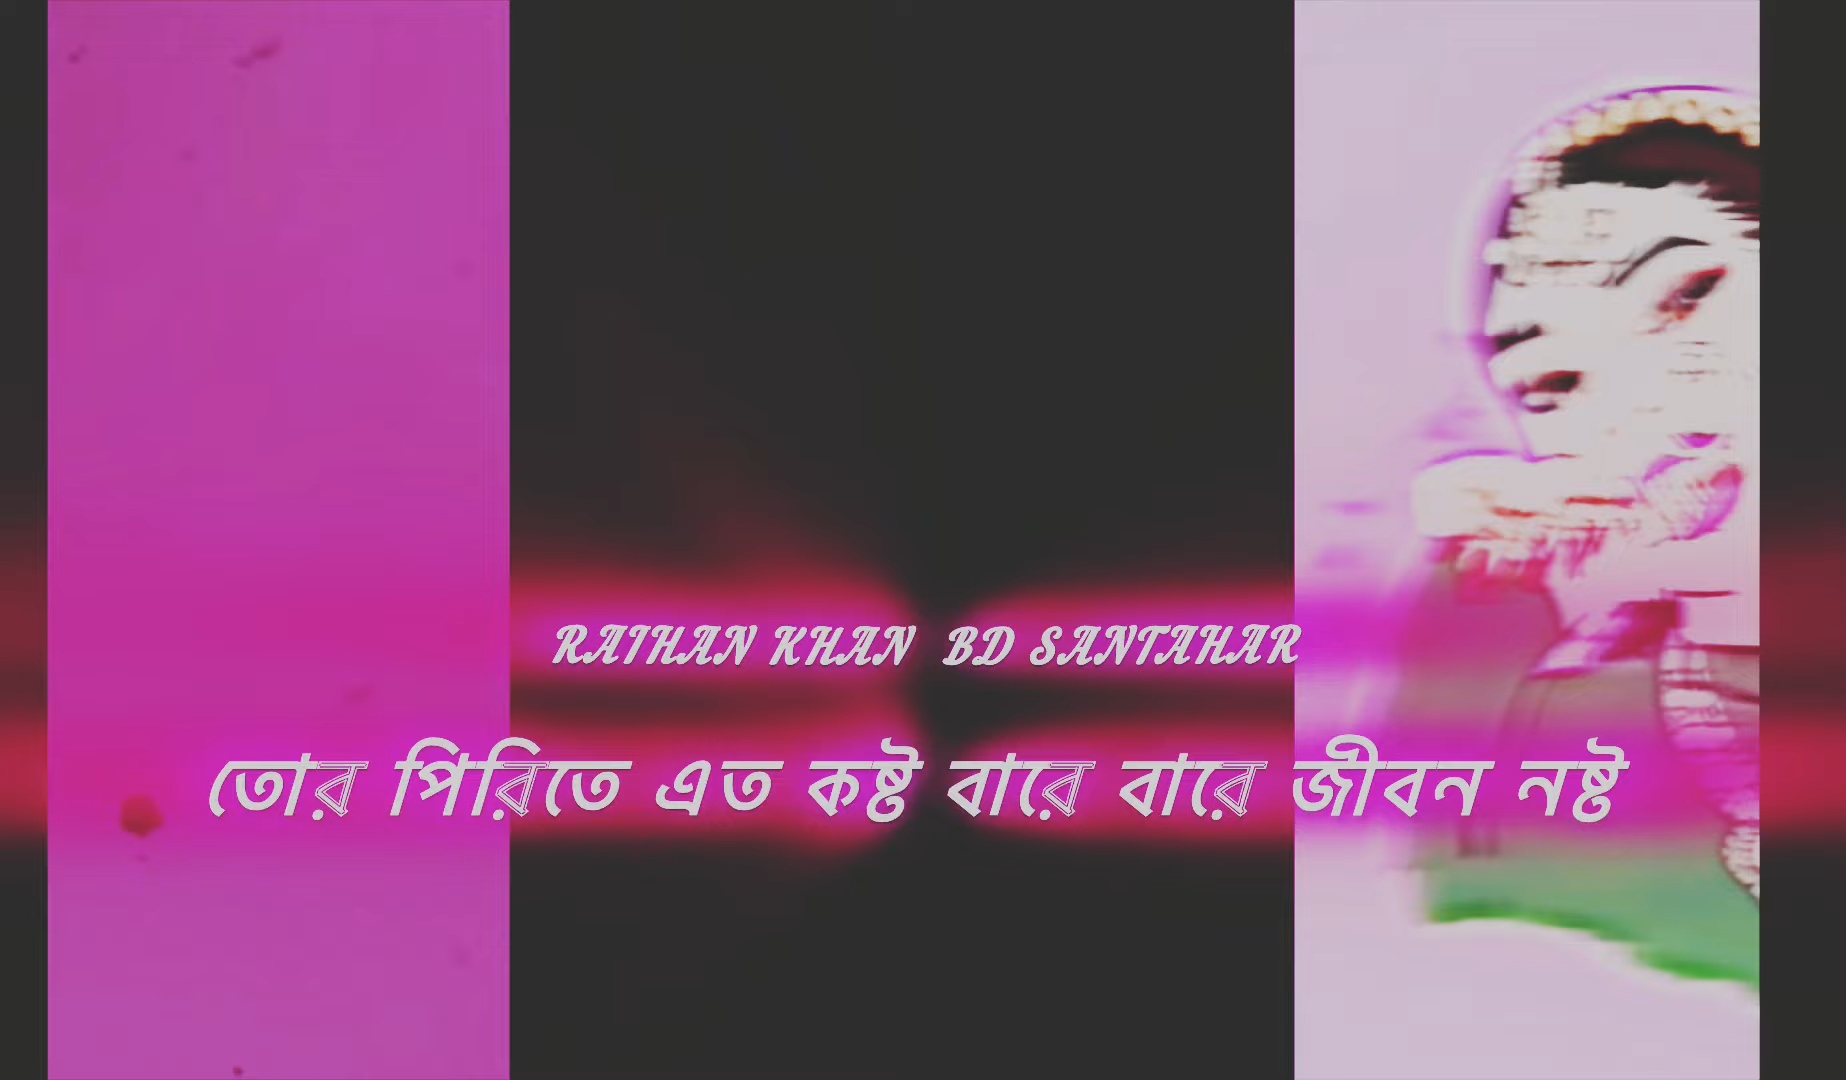 RAIHAN KHAN BD SANTAHAR
তোর পিরিতে এত কষ্ট বারে বারে জীবন নষ্ট